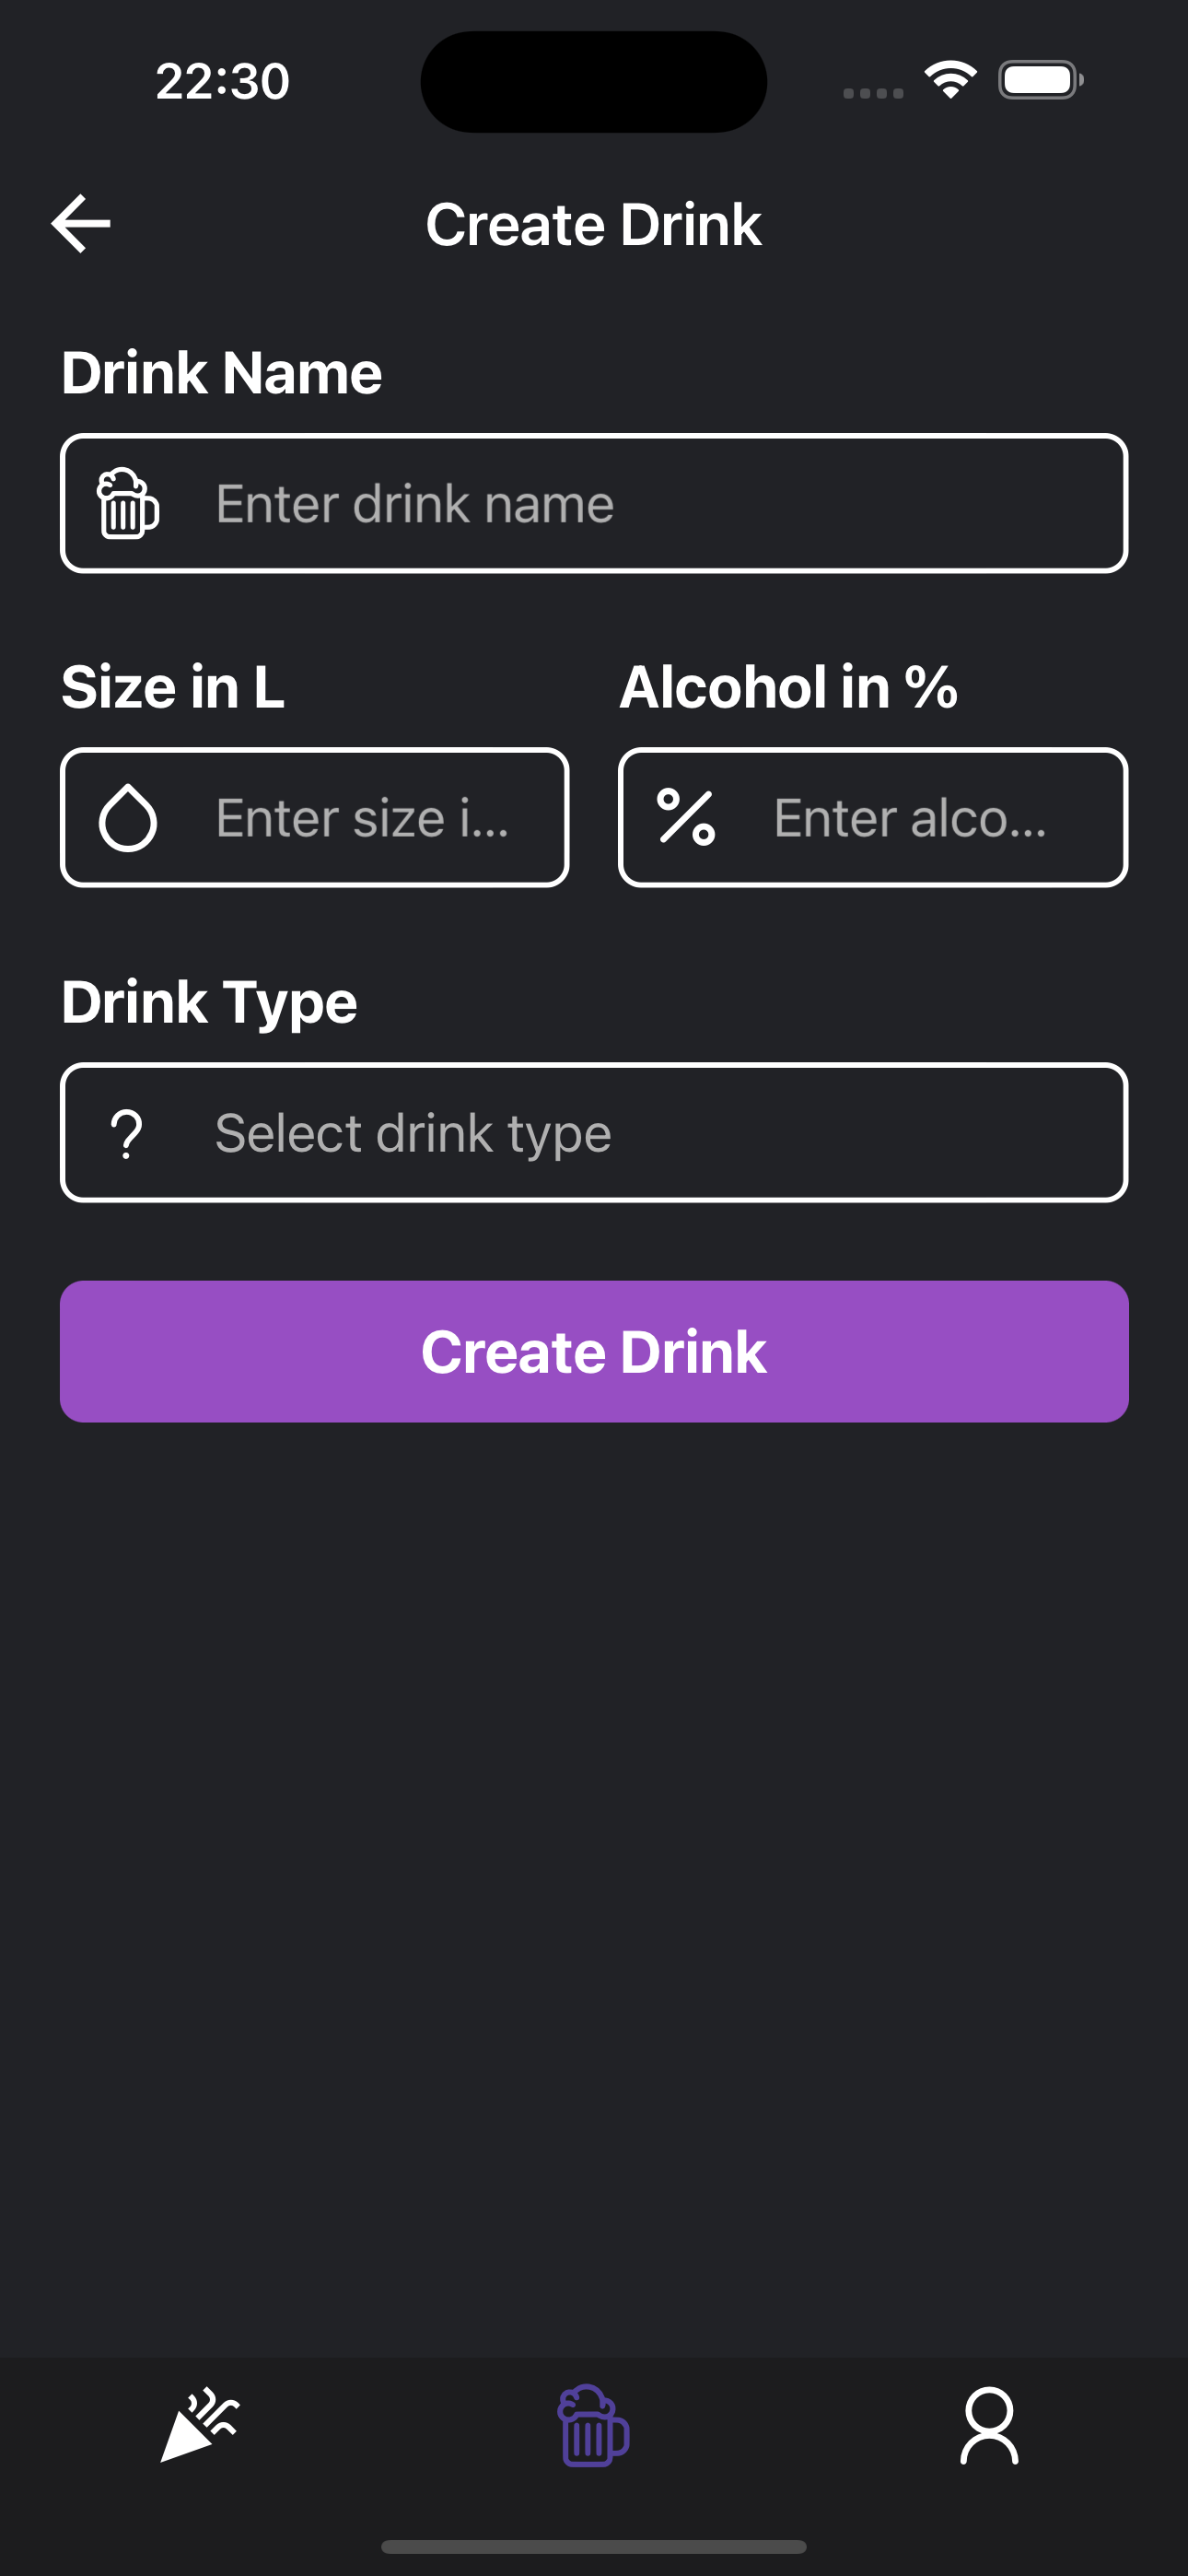 22:30
Create Drink
Drink Name
Enter drink name
Size in L
Alcohol in %
Enter size i...
Enter alco...
Drink Type
? Select drink type
Create Drink